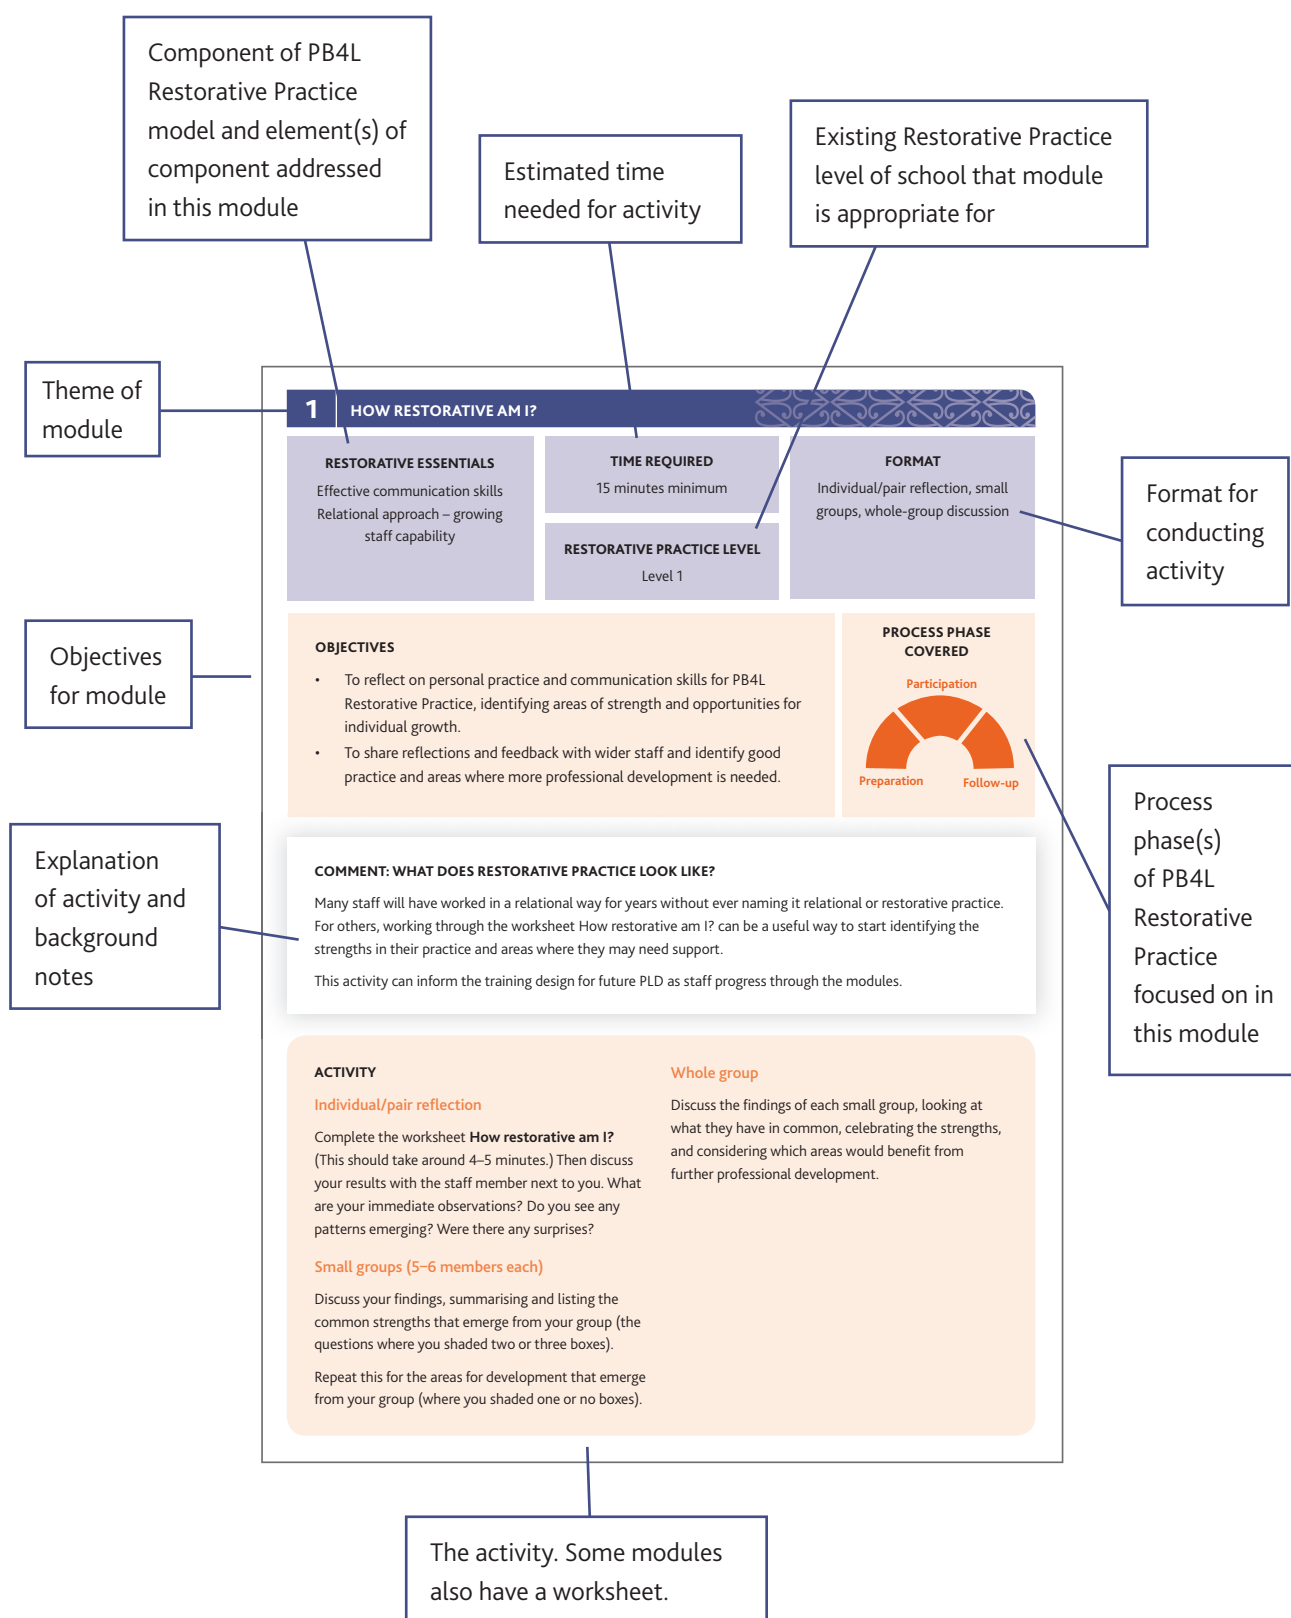 Component of PB4L
Restorative Practice
model and element(s) of
component addressed
in this module
Estimated time
needed for activity
Existing Restorative Practice
level of school that module
is appropriate for
Theme of
module
1 HOW RESTORATIVE AM I?
RESTORATIVE ESSENTIALS
Effective communication skills
Relational approach – growing
staff capability
TIME REQUIRED
15 minutes minimum
RESTORATIVE PRACTICE LEVEL
Level 1
FORMAT
Individual/pair reflection, small
groups, whole-group discussion
Format for
conducting
activity
Objectives
for module
OBJECTIVES
• To reflect on personal practice and communication skills for PB4L
Restorative Practice, identifying areas of strength and opportunities for
individual growth.
• To share reflections and feedback with wider staff and identify good
practice and areas where more professional development is needed.
PROCESS PHASE
COVERED
Participation
Preparation
Follow-up
Process
phase(s)
of PB4L
Restorative
Practice
focused on in
this module
Explanation
of activity and
background
notes
COMMENT: WHAT DOES RESTORATIVE PRACTICE LOOK LIKE?
Many staff will have worked in a relational way for years without ever naming it relational or restorative practice.
For others, working through the worksheet How restorative am I? can be a useful way to start identifying the
strengths in their practice and areas where they may need support.
This activity can inform the training design for future PLD as staff progress through the modules.
ACTIVITY
Individual/pair reflection
Complete the worksheet How restorative am I?
(This should take around 4–5 minutes.) Then discuss
your results with the staff member next to you. What
are your immediate observations? Do you see any
patterns emerging? Were there any surprises?
Small groups (5–6 members each)
Discuss your findings, summarising and listing the
common strengths that emerge from your group (the
questions where you shaded two or three boxes).
Repeat this for the areas for development that emerge
from your group (where you shaded one or no boxes).
Whole group
Discuss the findings of each small group, looking at
what they have in common, celebrating the strengths,
and considering which areas would benefit from
further professional development.
The activity. Some modules
also have a worksheet.